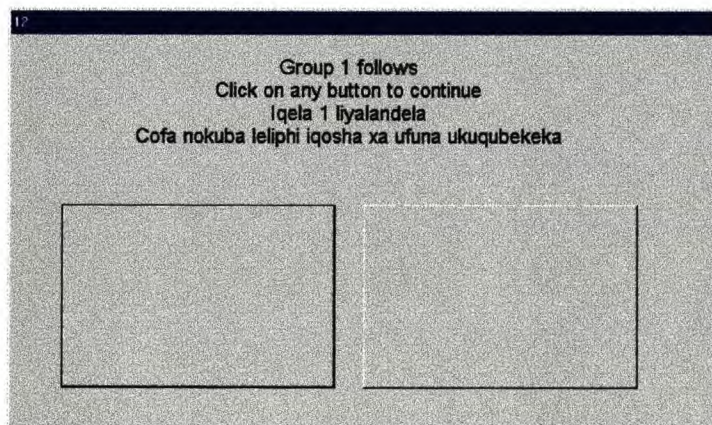 12
Group 1 follows
Click on any button to continue
Iqela 1 liyalandela
Cofa nokuba leliphi iqosha xa ufuna ukuqubekeka